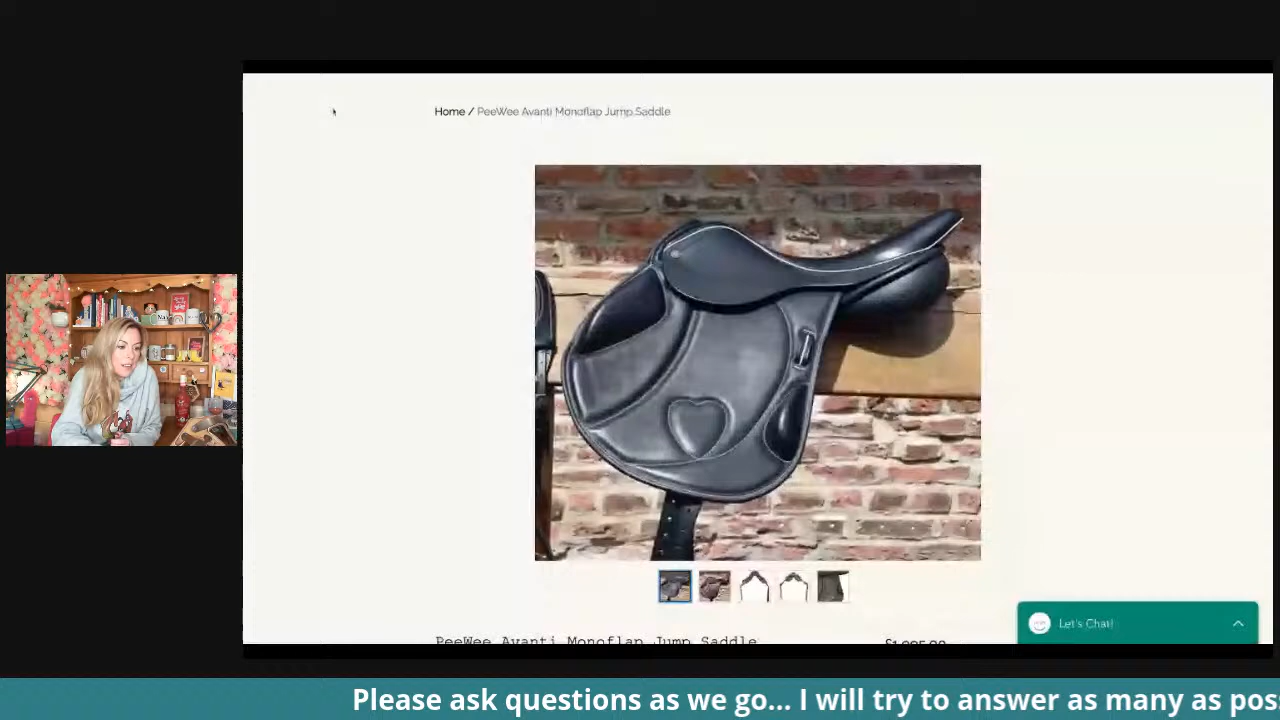 Home / PeeWee Avanti Monoflap Jump Saddle
PeeWee Avanti Monoflap Jump Saddle
Let's Chat!
Please ask questions as we go... I will try to answer as many as pos